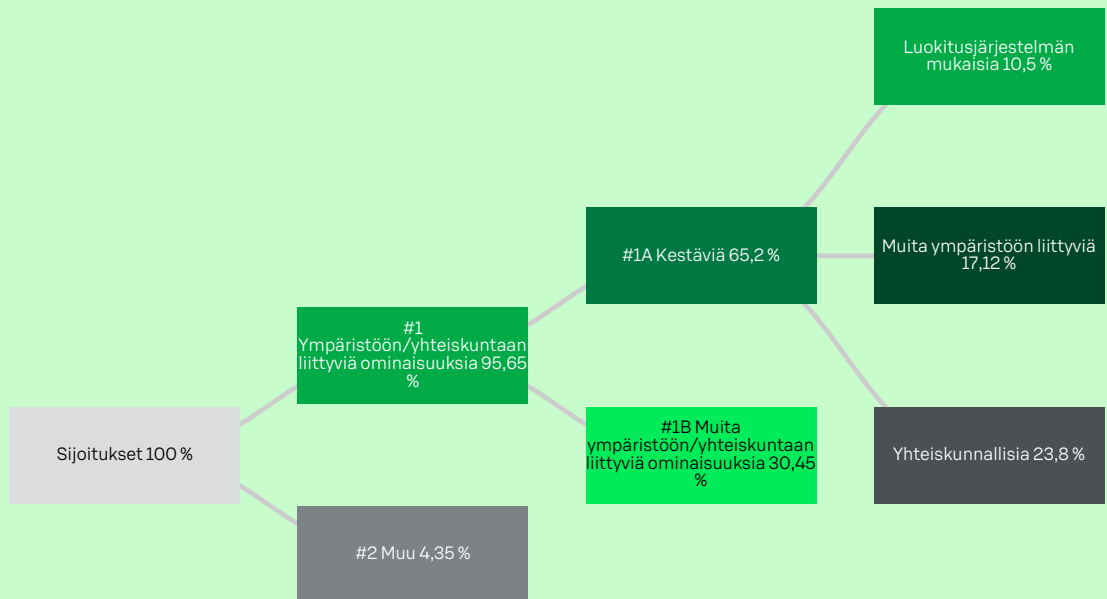 Luokitusjärjestelmän
mukaisia 10,5 %
#1A Kestäviä 65,2 %
Muita ympäristöön liittyviä
17,12 %
#1
Ympäristöön/yhteiskuntaan
liittyviä ominaisuuksia 95,65
%
Sijoitukset 100 %
#1B Muita
ympäristöön/yhteiskuntaan
liittyviä ominaisuuksia 30,45
%
Yhteiskunnallisia 23,8 %
#2 Muu 4,35 %